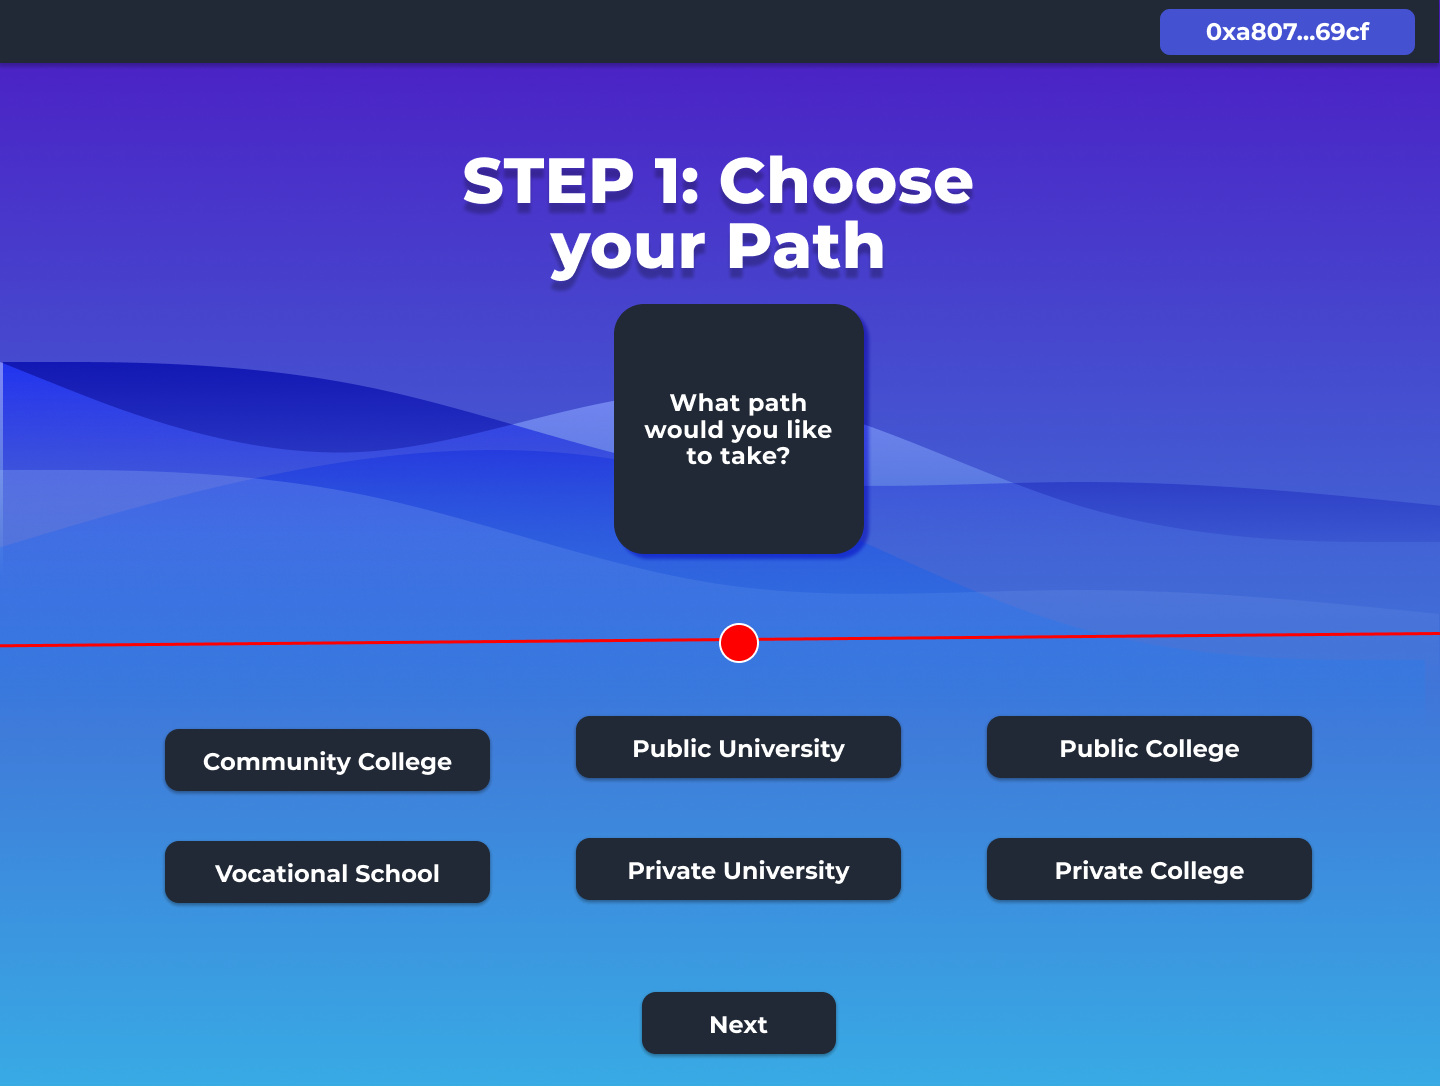 0xa807...69cf
STEP 1: Choose
your Path
What path
would you like
to take?
Community College
Public University
Public College
Vocational School
Private University
Private College
Next